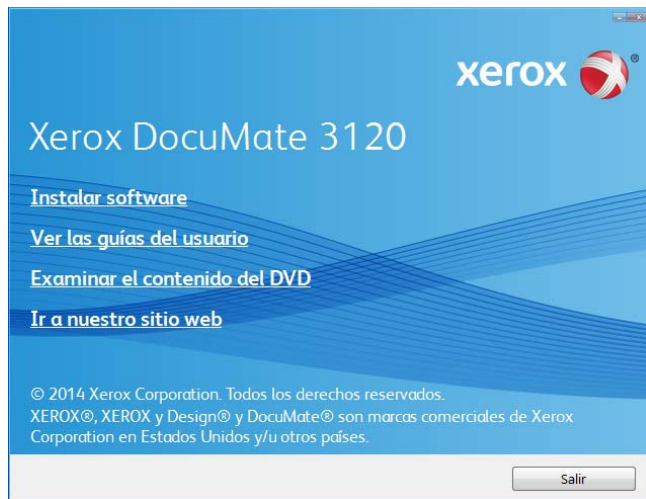 xerox ®
Xerox DocuMate 3120
Instalar software
Ver las guías del usuario
Examinar el contenido del DVD
Ir a nuestro sitio web
© 2014 Xerox Corporation. Todos los derechos reservados.
XEROX®, XEROX y Design® y DocuMate® son marcas comerciales de Xerox
Corporation en Estados Unidos y/u otros países.
Salir